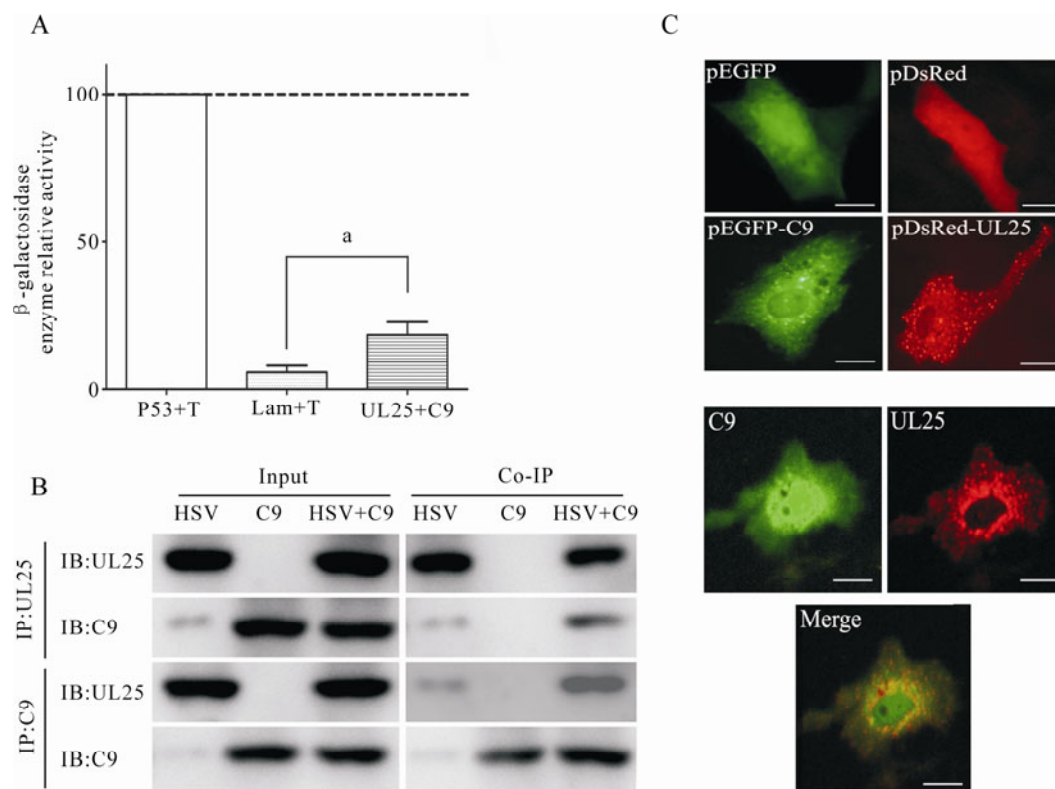 A
100
50
0
β-galactosidase
enzyme relative activity
a
P53+T Lam+T UL25+C9
B
Input Co-IP
HSV C9 HSV+C9 HSV C9 HSV+C9
IP:UL25
IB:UL25
IB:C9
IP:C9
IB:UL25
IB:C9
C
pEGFP pDsRed
pEGFP-C9 pDsRed-UL25
C9 UL25
Merge